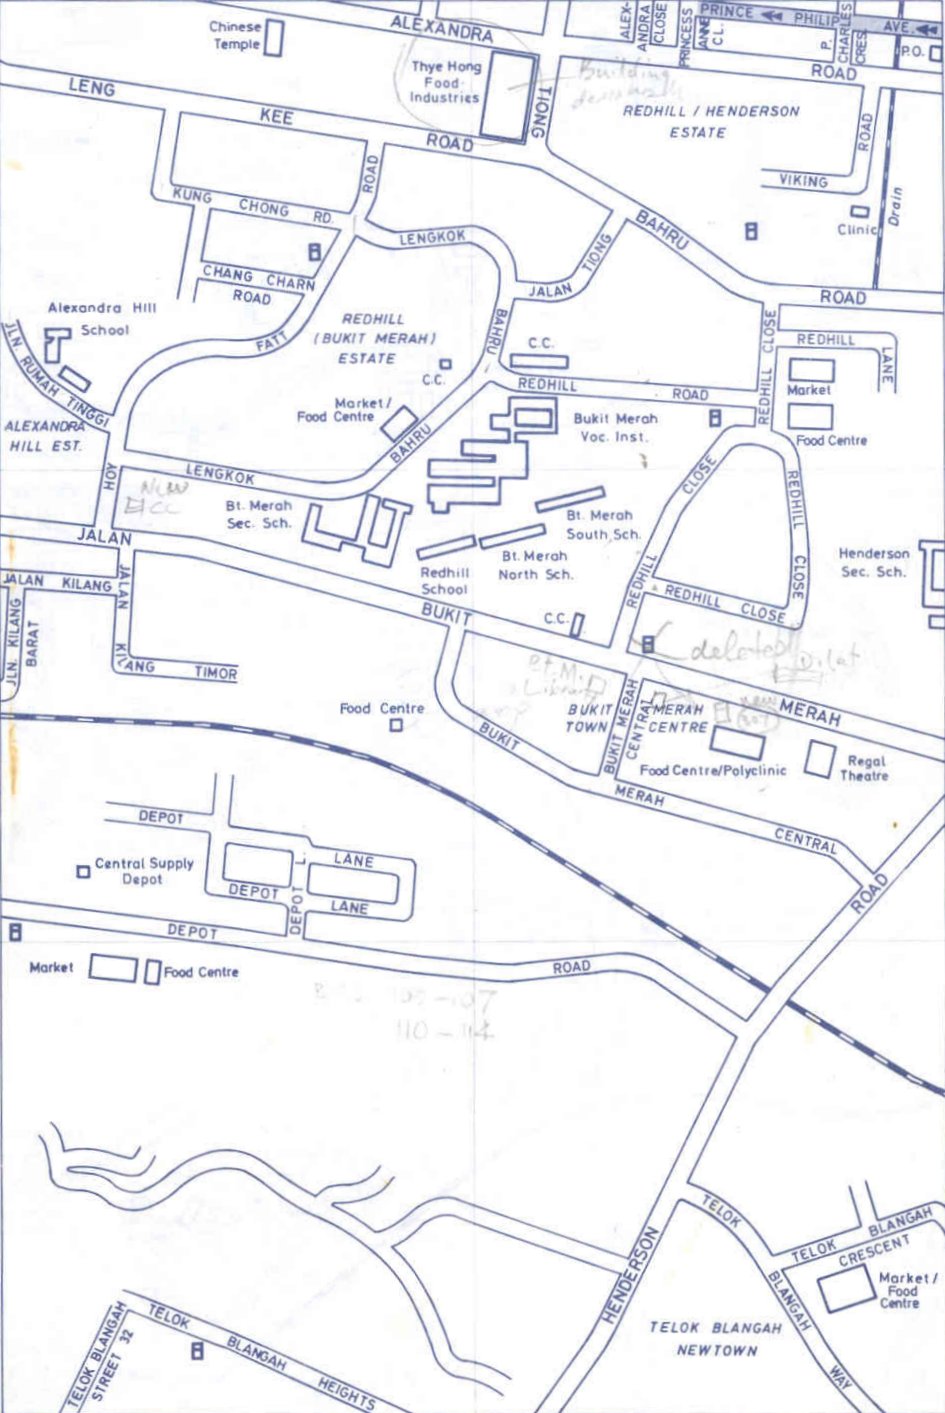 ALEXANDRA
ROAD
ALEX-
ANDRA
CLOSE
PRINCESS
ANNE
CL.
PRINCE PHILIP AVE.
P.
CHARLES
CRES.
P.O.
Chinese
Temple
Thye Hong
Food
Industries
Building
TIONG
REDHILL / HENDERSON
ESTATE
LENG KEE ROAD
ROAD
VIKING
ROAD
Clinic
Drain
KUNG CHONG RD.
BAHRU
LENGKOK
TIONG
JALAN
CHANG CHARN
ROAD
ROAD
Alexandra Hill
School
REDHILL
(BUKIT MERAH)
ESTATE
FATT
BAHRU
C.C.
REDHILL CLOSE
REDHILL
LANE
JLN. RUMAH TINGGI
C.C.
REDHILL ROAD
Market
Market/
Food Centre
Bukit Merah
Voc. Inst.
Food Centre
ALEXANDRA
HILL EST.
BAHRU
HOY
LENGKOK
CLOSE
REDHILL
New
CC
Bt. Merah
Sec. Sch.
Bt. Merah
South Sch.
JALAN
Bt. Merah
North Sch.
Redhill
School
Henderson
Sec. Sch.
JALAN KILANG
JALAN
REDHILL
REDHILL CLOSE
CLOSE
BUKIT
C.C.
JLN. KILANG
BARAT
deleted
KILANG TIMOR
Bt. M.
Library
MERAH
Food Centre
BUKIT
TOWN
BUKIT MERAH
CENTRAL
MERAH
CENTRE
BUKIT
Food Centre/Polyclinic
Regal
Theatre
MERAH
CENTRAL
DEPOT
LANE
L.
Central Supply
Depot
DEPOT
LANE
DEPOT
ROAD
DEPOT
ROAD
Market
Food Centre
110 - 114
TELOK
TELOK
BLANGAH
CRESCENT
HENDERSON
BLANGAH
Market /
Food
Centre
TELOK BLANGAH
NEWTOWN
WAY
TELOK BLANGAH
STREET 32
TELOK
BLANGAH
HEIGHTS